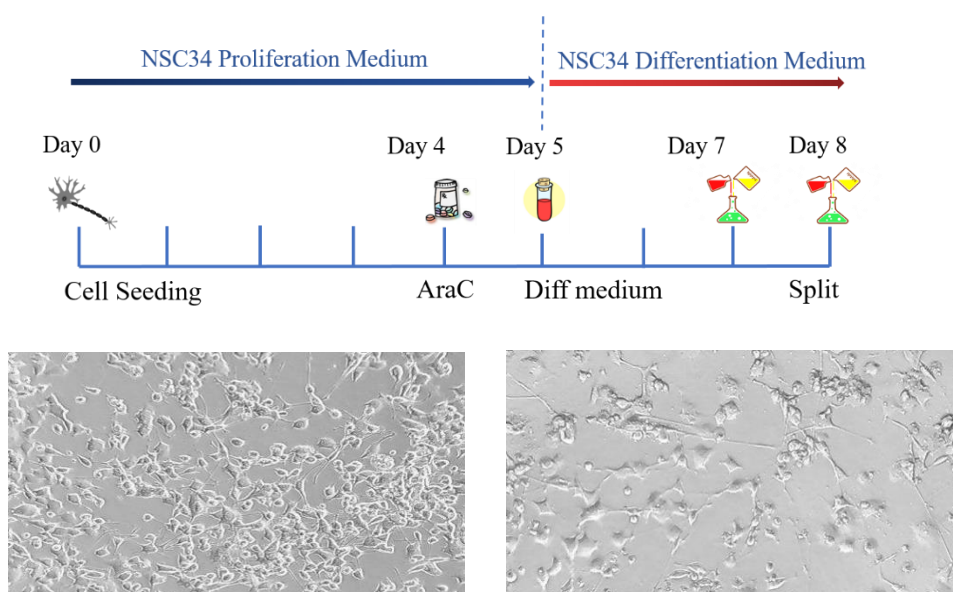 NSC34 Proliferation Medium
NSC34 Differentiation Medium
Day 0
Day 4
Day 5
Day 7
Day 8
Cell Seeding
AraC
Diff medium
Split